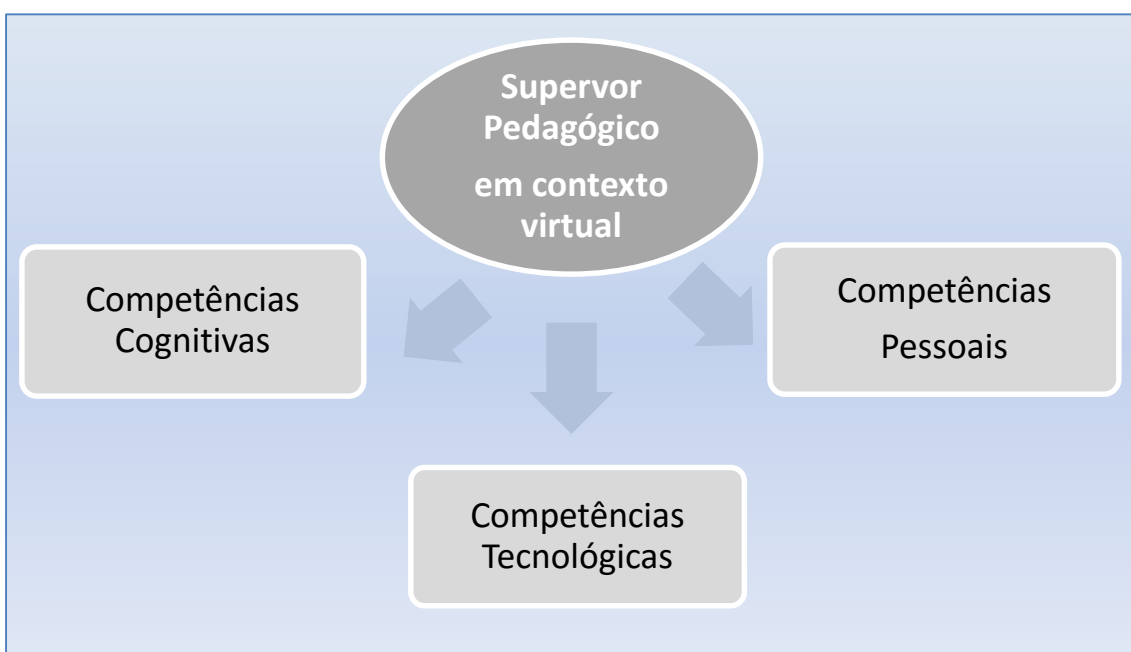 Supervor
Pedagógico
em contexto
virtual
Competências
Cognitivas
Competências
Pessoais
Competências
Tecnológicas